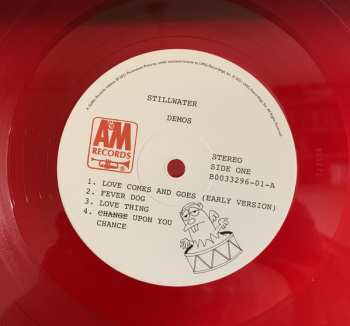 STILLWATER
DEMOS
A&M
RECORDS
STEREO
SIDE ONE
B0033296-01-A
1. LOVE COMES AND GOES (EARLY VERSION)
2. FEVER DOG
3. LOVE THING
4. CHANGE UPON YOU
CHANCE